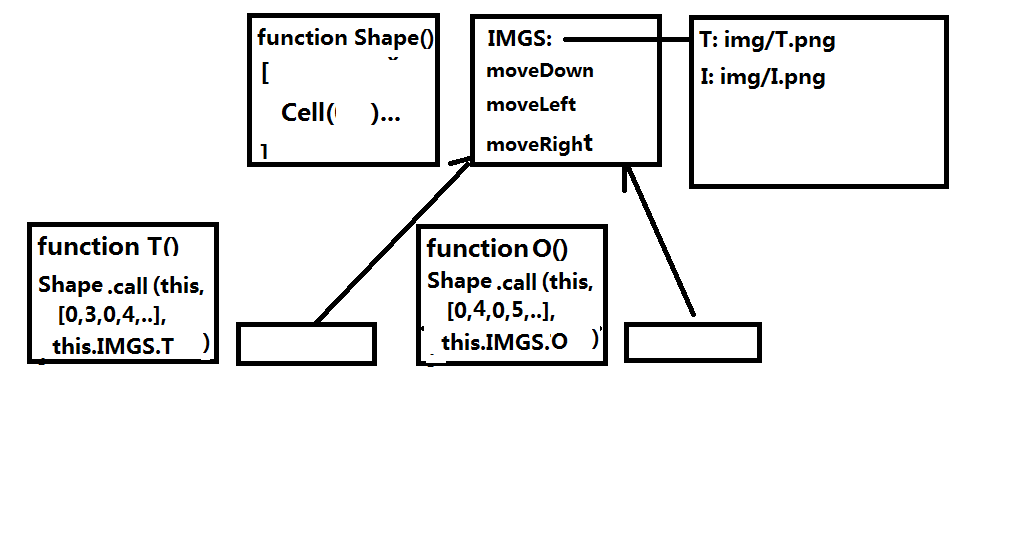 function Shape()
[
Cell( )...
]
IMGS:
moveDown
moveLeft
moveRight
T: img/T.png
I: img/I.png
function T()
Shape .call (this,
[0,3,0,4,..],
this.IMGS.T )
function O()
Shape .call (this,
[0,4,0,5,..],
this.IMGS.O )